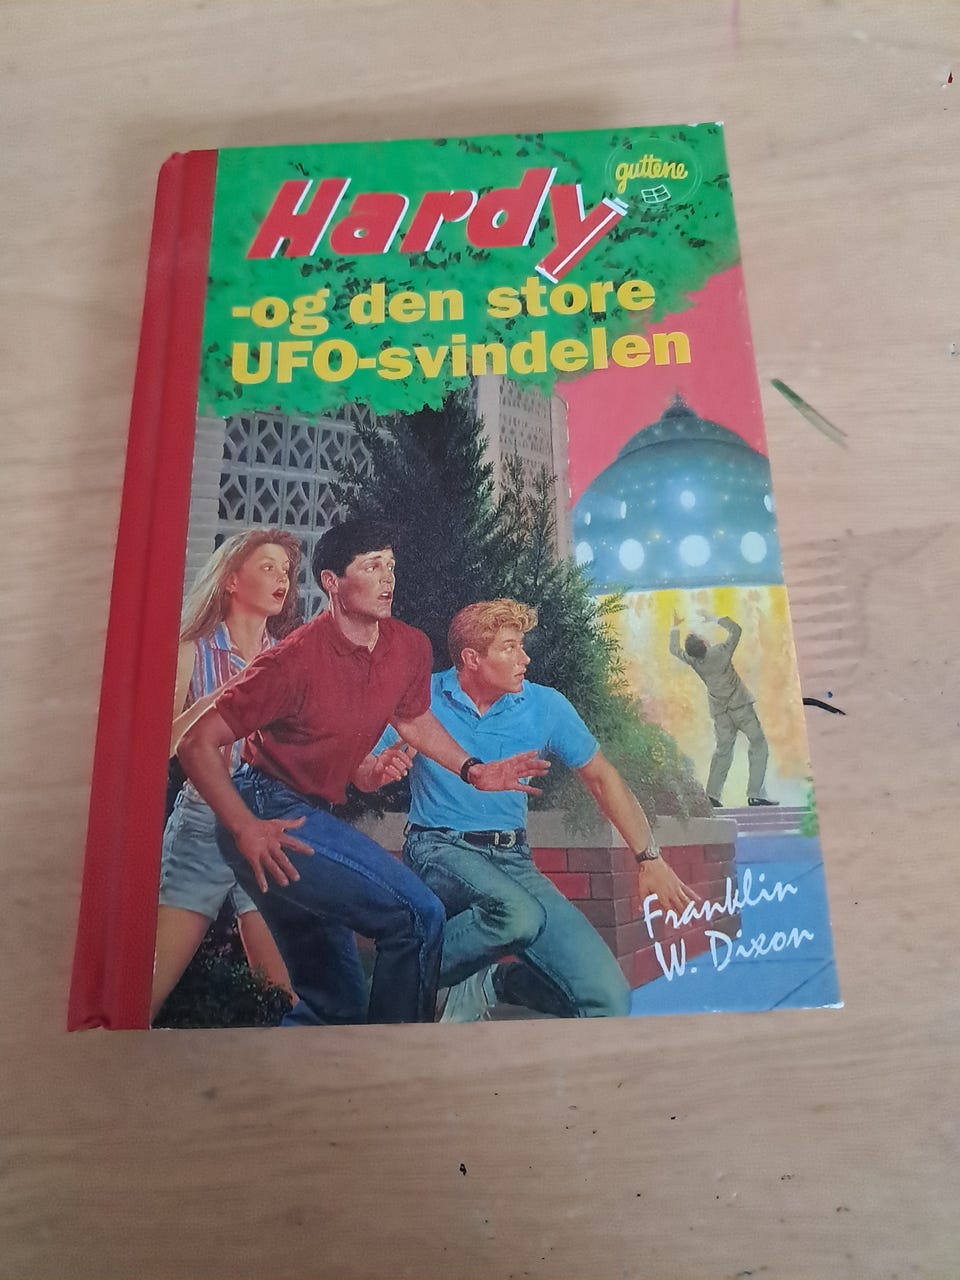 Hardy
guttene
-og den store
UFO-svindelen
Franklin
W. Dixon